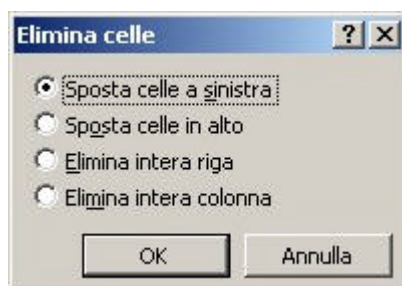 Elimina celle
Sposta celle a sinistra
Sposta celle in alto
Elimina intera riga
Elimina intera colonna
OK Annulla